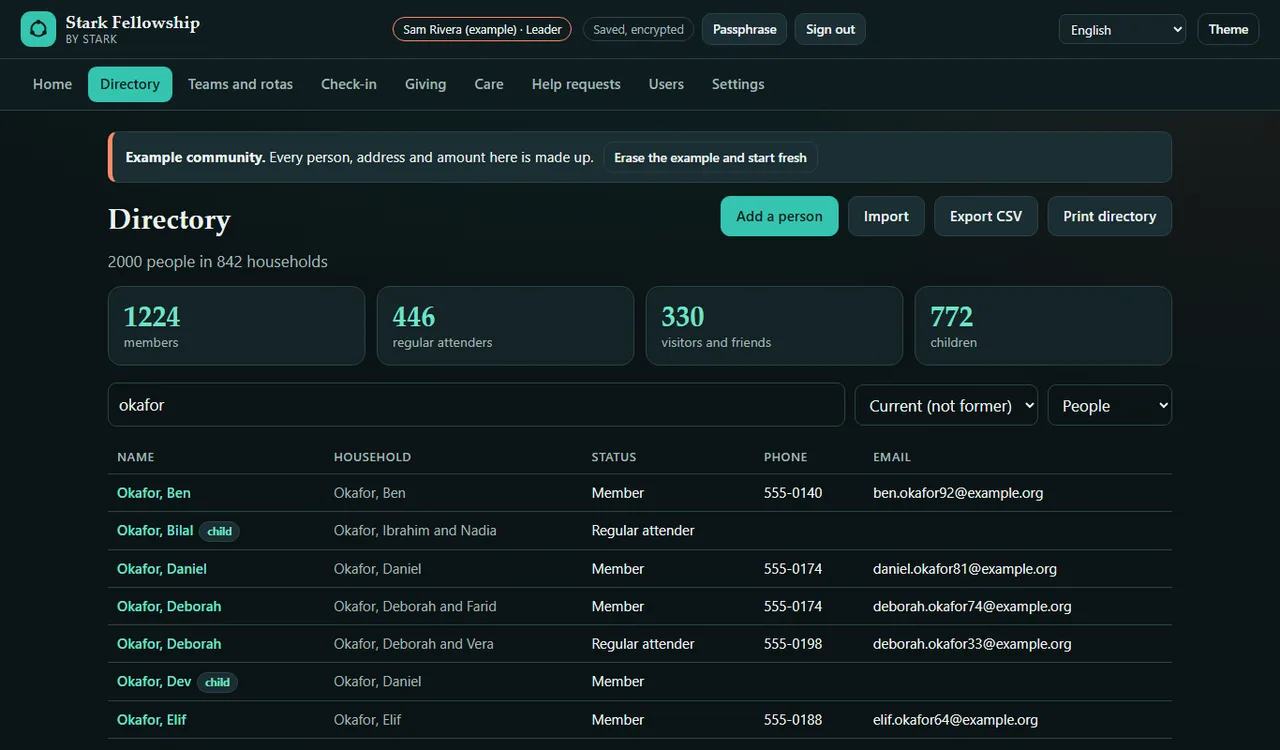 Stark Fellowship
BY STARK
Sam Rivera (example) · Leader
Saved, encrypted
Passphrase
Sign out
English
Theme
Home
Directory
Teams and rotas
Check-in
Giving
Care
Help requests
Users
Settings
Example community. Every person, address and amount here is made up.
Erase the example and start fresh
Directory
Add a person
Import
Export CSV
Print directory
2000 people in 842 households
1224
members
446
regular attenders
330
visitors and friends
772
children
okafor
Current (not former)
People
NAME HOUSEHOLD STATUS PHONE EMAIL
Okafor, Ben Okafor, Ben Member 555-0140 ben.okafor92@example.org
Okafor, Bilal child Okafor, Ibrahim and Nadia Regular attender
Okafor, Daniel Okafor, Daniel Member 555-0174 daniel.okafor81@example.org
Okafor, Deborah Okafor, Deborah and Farid Member 555-0174 deborah.okafor74@example.org
Okafor, Deborah Okafor, Deborah and Vera Regular attender 555-0198 deborah.okafor33@example.org
Okafor, Dev child Okafor, Daniel Member
Okafor, Elif Okafor, Elif Member 555-0188 elif.okafor64@example.org